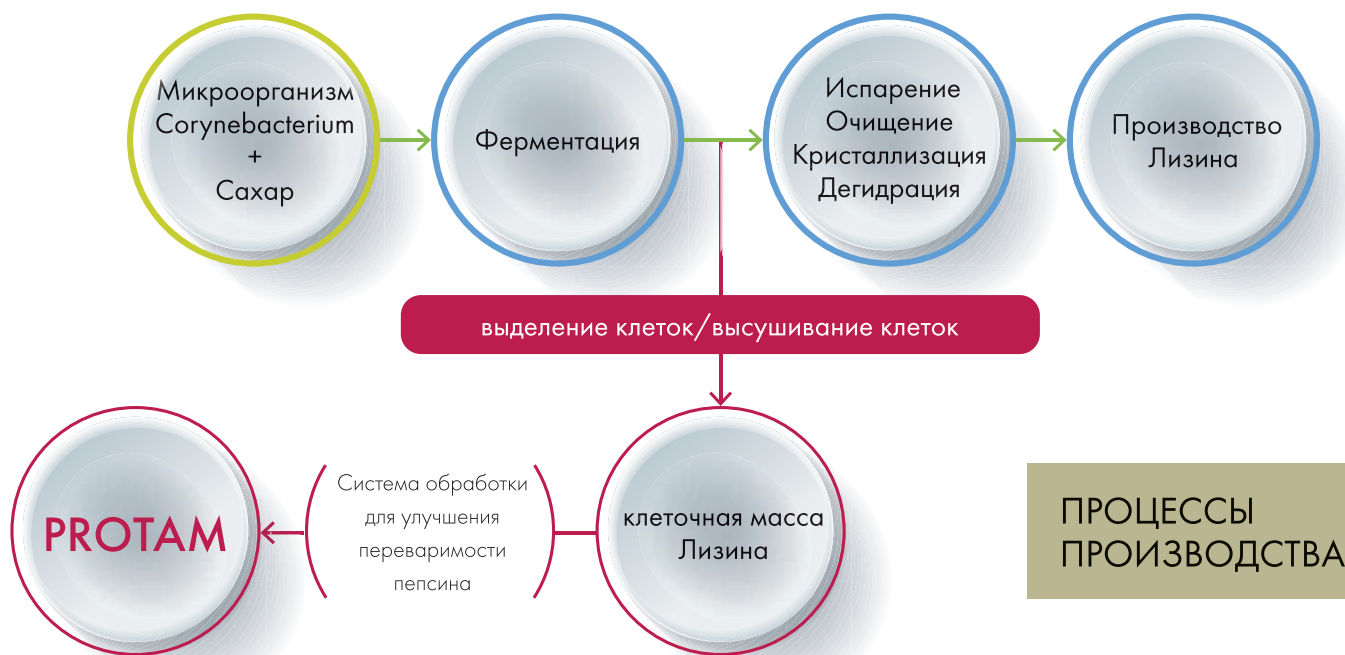 Микроорганизм
Corynebacterium
+
Сахар
Ферментация
Испарение
Очищение
Кристаллизация
Дегидрация
Производство
Лизина
выделение клеток/высушивание клеток
PROTAM
Система обработки
для улучшения
переваримости
пепсина
клеточная масса
Лизина
ПРОЦЕССЫ
ПРОИЗВОДСТВА